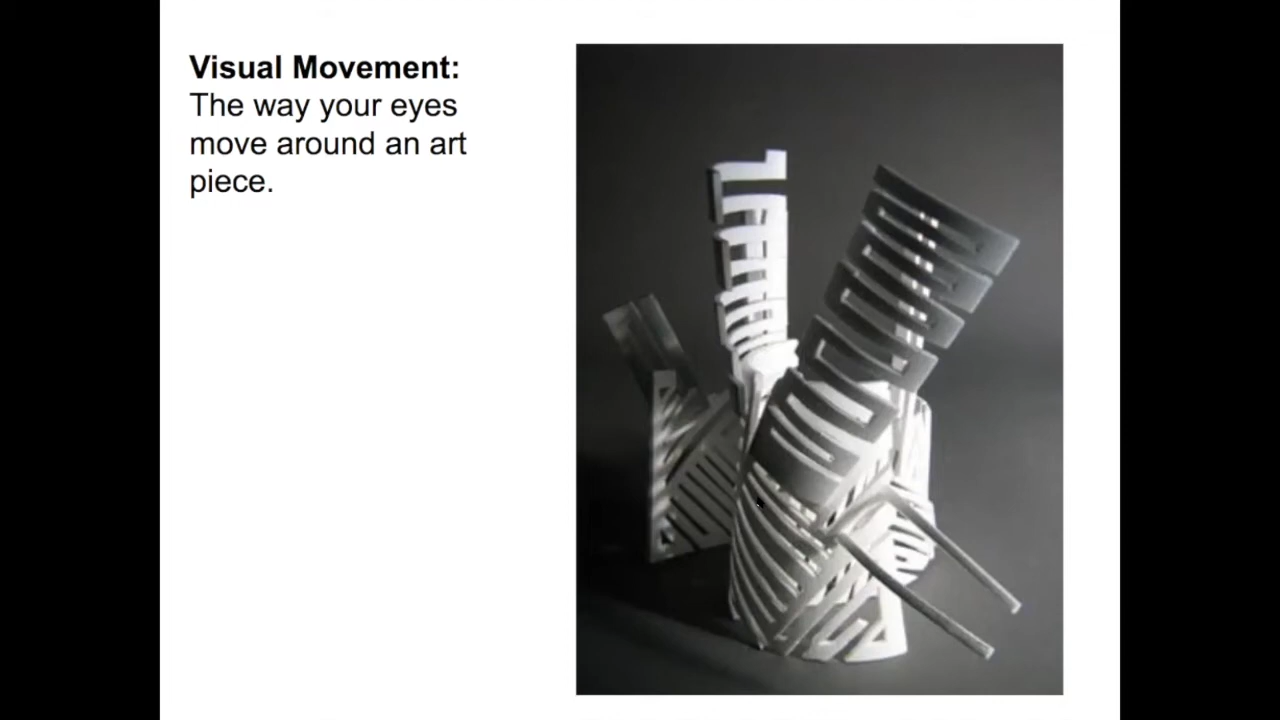 Visual Movement:
The way your eyes
move around an art
piece.